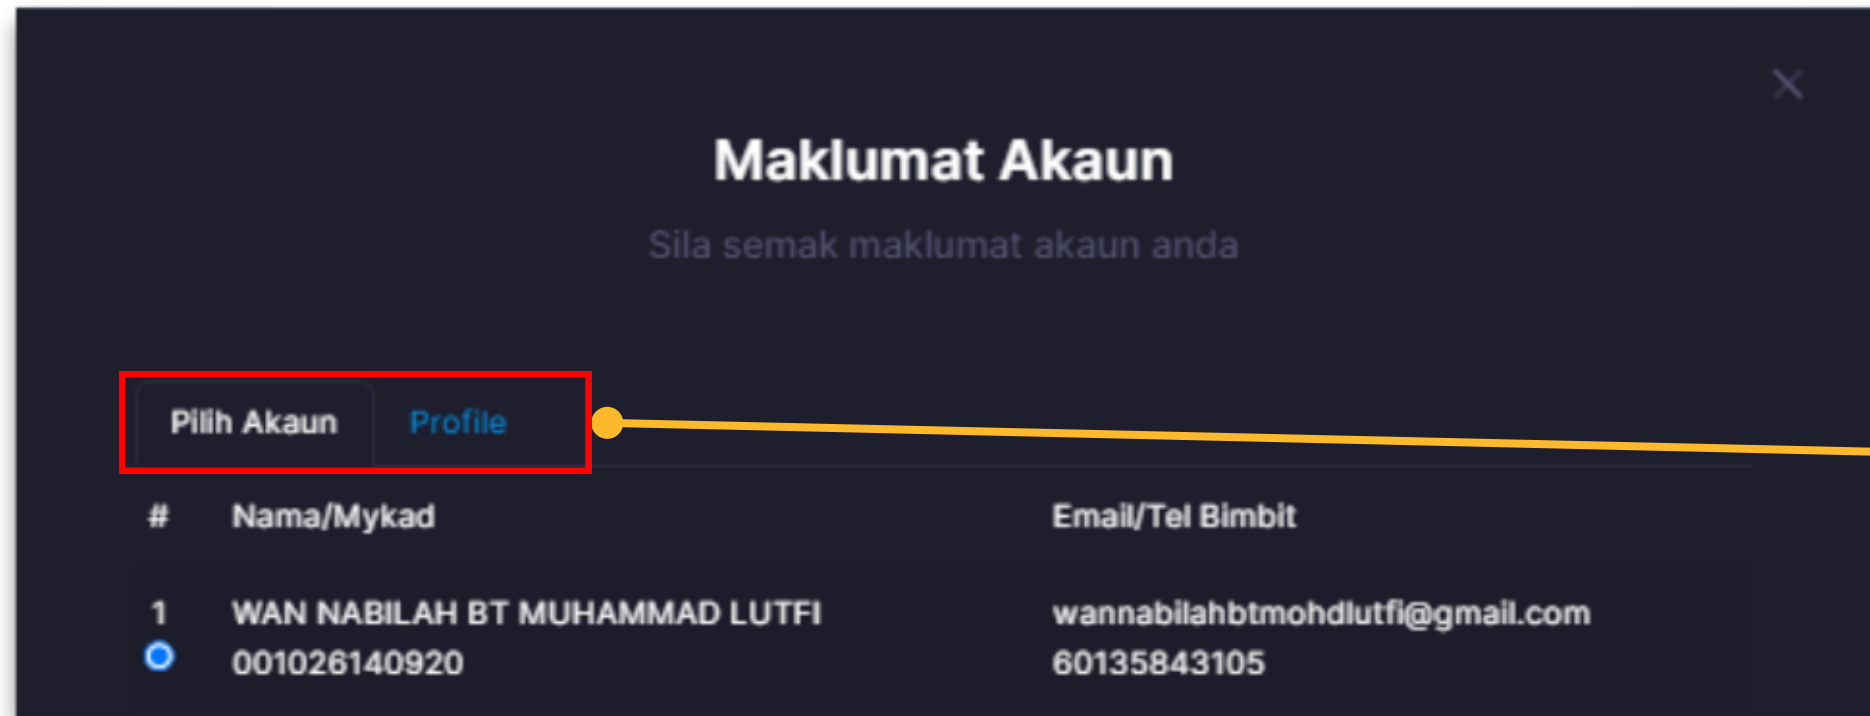 Maklumat Akaun
Sila semak maklumat akaun anda
Pilih Akaun Profile
# Nama/Mykad Email/Tel Bimbit
1 WAN NABILAH BT MUHAMMAD LUTFI wannabilahbtmohdlutfi@gmail.com
001026140920 60135843105